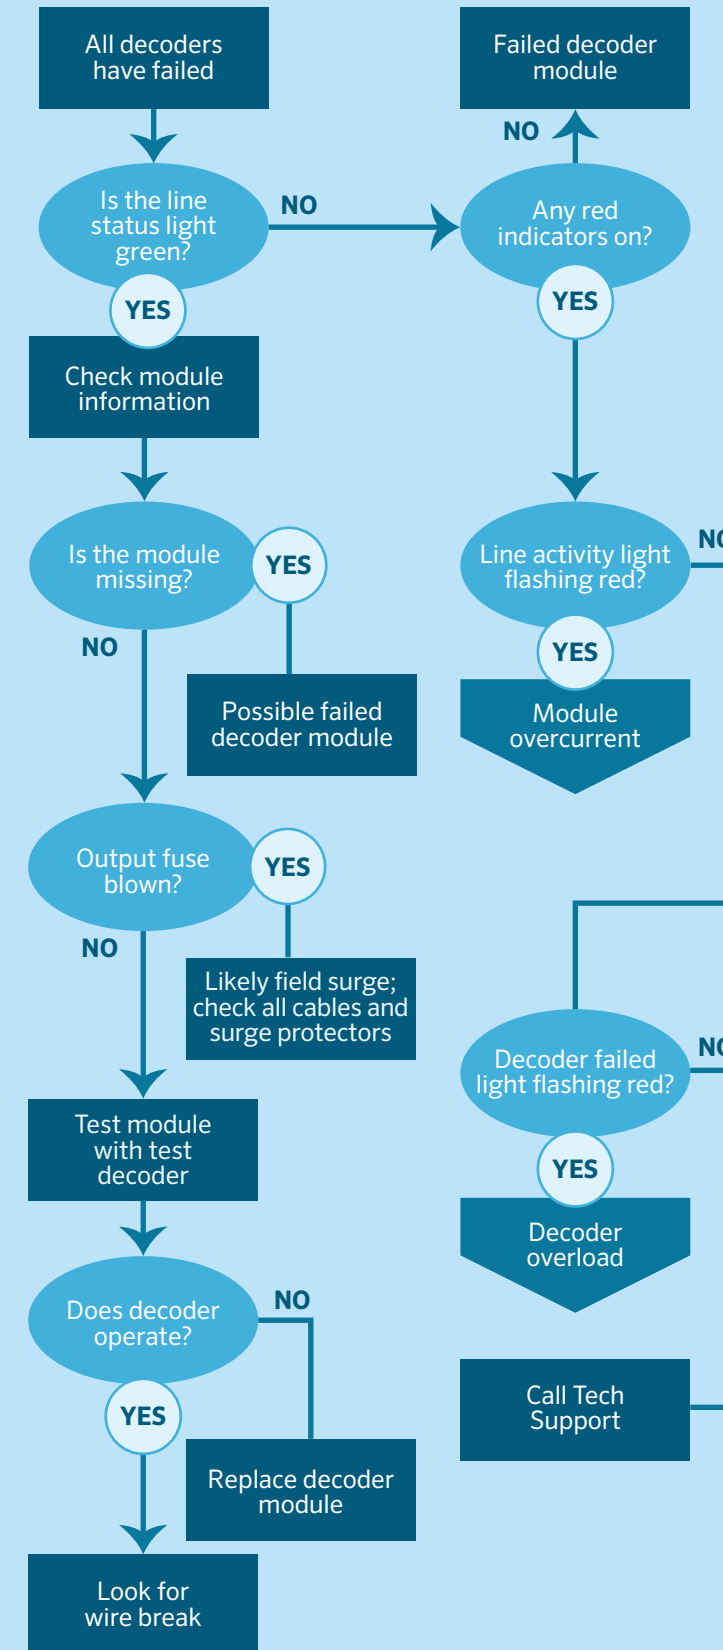 All decoders
have failed
Is the line
status light
green?
NO
YES
Check module
information
Is the module
missing?
YES
NO
Possible failed
decoder module
Output fuse
blown?
YES
NO
Likely field surge;
check all cables and
surge protectors
Test module
with test
decoder
Does decoder
operate?
NO
YES
Replace decoder
module
Look for
wire break
Failed decoder
module
NO
Any red
indicators on?
YES
Line activity light
flashing red?
NO
YES
Module
overcurrent
Decoder failed
light flashing red?
NO
YES
Decoder
overload
Call Tech
Support